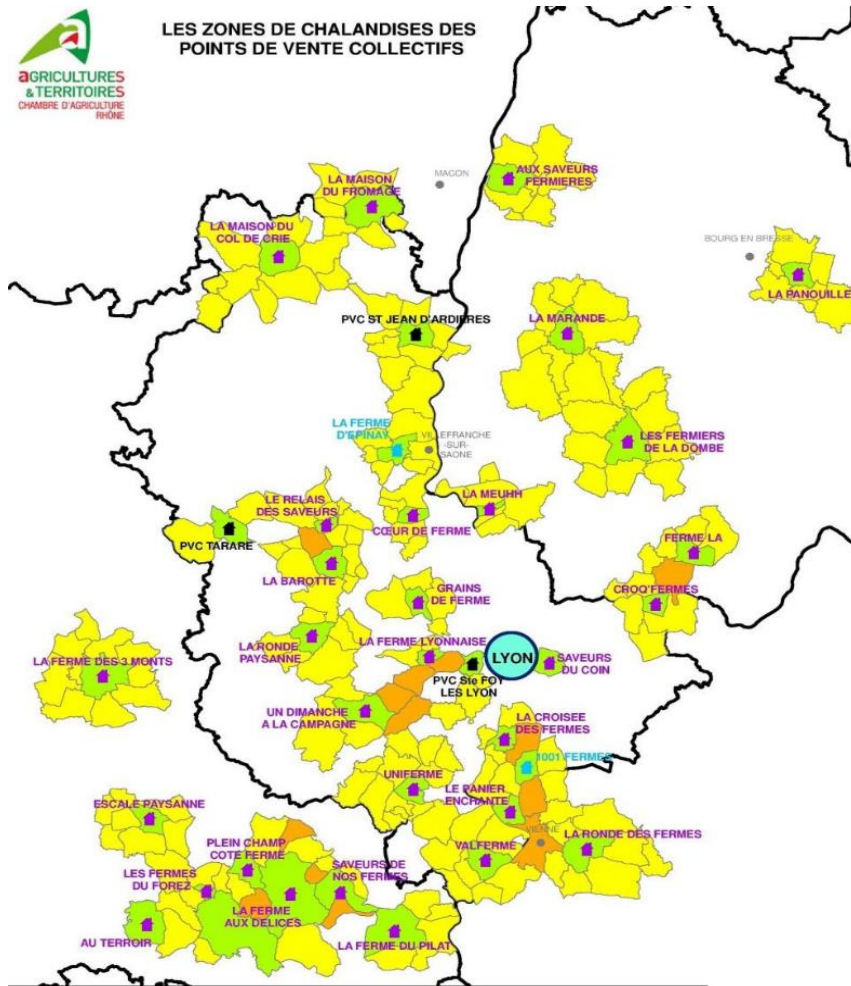 LES ZONES DE CHALANDISES DES
POINTS DE VENTE COLLECTIFS
a
aGRICULTURES
& TERRITOIRES
CHAMBRE D'AGRICULTURE
RHÔNE
LA MAISON
DU FROMAGE
MACON
AUX SAVEURS
FERMIERES
LA MAISON DU
COL DE CRIE
BOURG EN BRESSE
LA PANOUILLE
PVC ST JEAN D'ARDIERES
LA MARANDE
LA FERME
D'EPINAY
VILLEFRANCHE
-SUR-
SAONE
LES FERMIERS
DE LA DOMBE
LE RELAIS
DES SAVEURS
LA MEUHH
PVC TARARE
CŒUR DE FERME
FERME LA
LA BAROTTE
CROQ'FERMES
GRAINS
DE FERME
LA RONDE
PAYSANNE
LA FERME LYONNAISE
LYON
SAVEURS
DU COIN
LA FERME DES 3 MONTS
PVC Ste FOY
LES LYON
UN DIMANCHE
A LA CAMPAGNE
LA CROISEE
DES FERMES
1001 FERMES
UNIFERME
LE PANIER
ENCHANTE
ESCALE PAYSANNE
VIENNE
PLEIN CHAMP
COTE FERME
VALFERME
LA RONDE DES FERMES
LES FERMES
DU FOREZ
SAVEURS DE
NOS FERMES
LA FERME
AUX DELICES
AU TERROIR
LA FERME DU PILAT